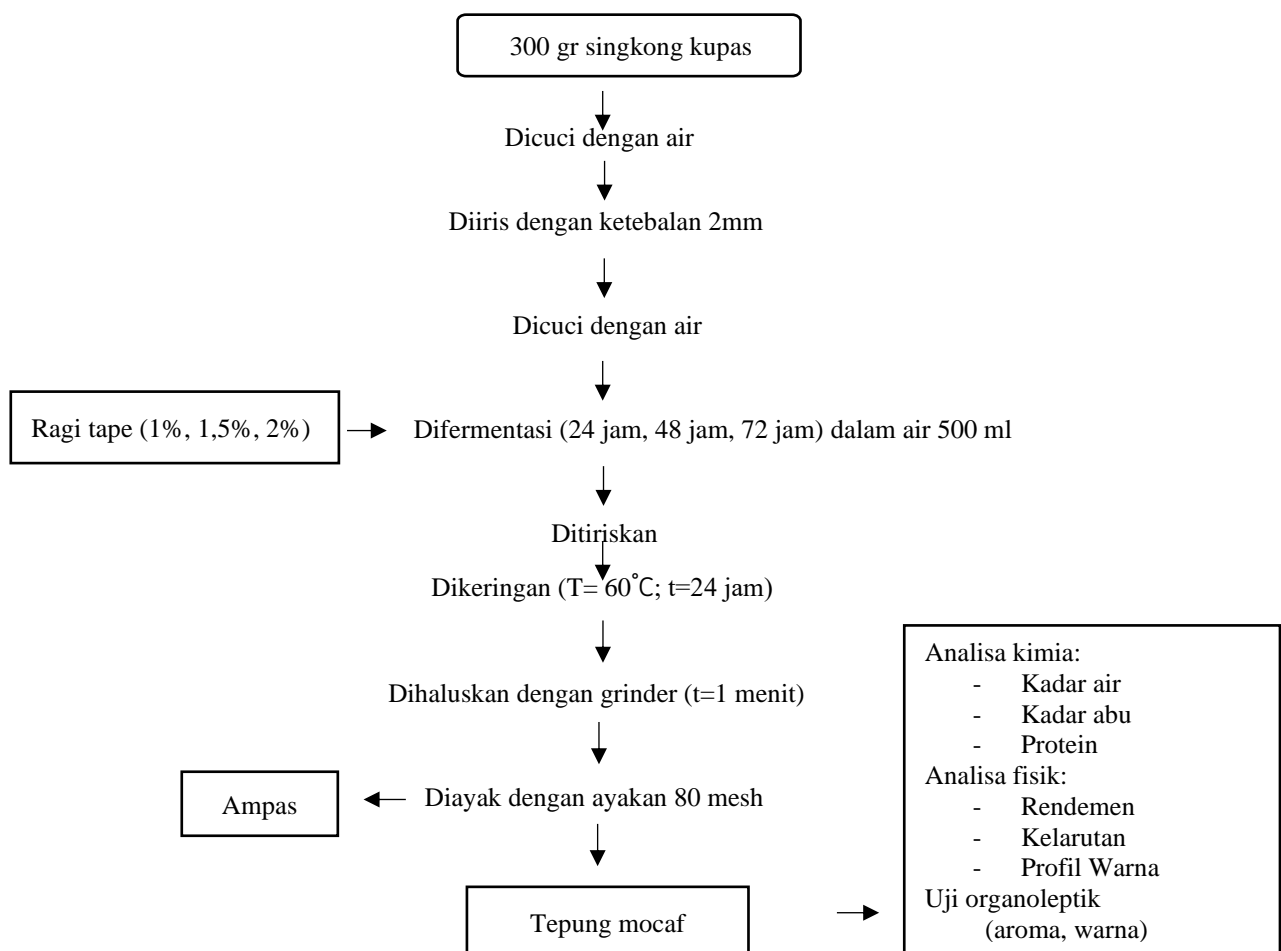 300 gr singkong kupas
Dicuci dengan air
Diiris dengan ketebalan 2mm
Dicuci dengan air
Ragi tape (1%, 1,5%, 2%)
Difermentasi (24 jam, 48 jam, 72 jam) dalam air 500 ml
Ditiriskan
Dikeringan (T= 60˚C; t=24 jam)
Dihaluskan dengan grinder (t=1 menit)
Ampas
Diayak dengan ayakan 80 mesh
Tepung mocaf
Analisa kimia:
- Kadar air
- Kadar abu
- Protein
Analisa fisik:
- Rendemen
- Kelarutan
- Profil Warna
Uji organoleptik
(aroma, warna)